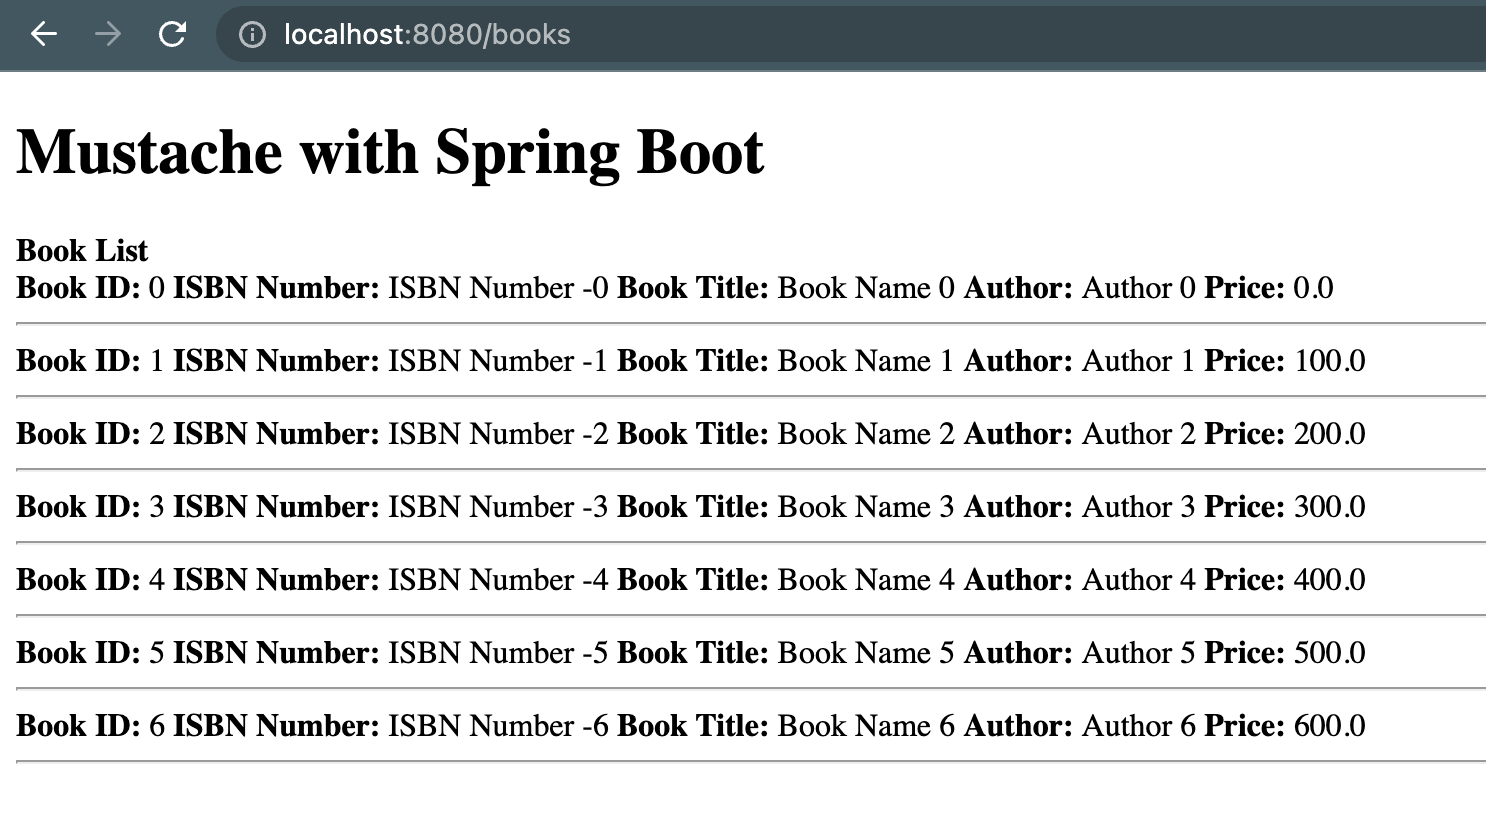 localhost:8080/books
Mustache with Spring Boot
Book List
Book ID: 0 ISBN Number: ISBN Number -0 Book Title: Book Name 0 Author: Author 0 Price: 0.0
Book ID: 1 ISBN Number: ISBN Number -1 Book Title: Book Name 1 Author: Author 1 Price: 100.0
Book ID: 2 ISBN Number: ISBN Number -2 Book Title: Book Name 2 Author: Author 2 Price: 200.0
Book ID: 3 ISBN Number: ISBN Number -3 Book Title: Book Name 3 Author: Author 3 Price: 300.0
Book ID: 4 ISBN Number: ISBN Number -4 Book Title: Book Name 4 Author: Author 4 Price: 400.0
Book ID: 5 ISBN Number: ISBN Number -5 Book Title: Book Name 5 Author: Author 5 Price: 500.0
Book ID: 6 ISBN Number: ISBN Number -6 Book Title: Book Name 6 Author: Author 6 Price: 600.0